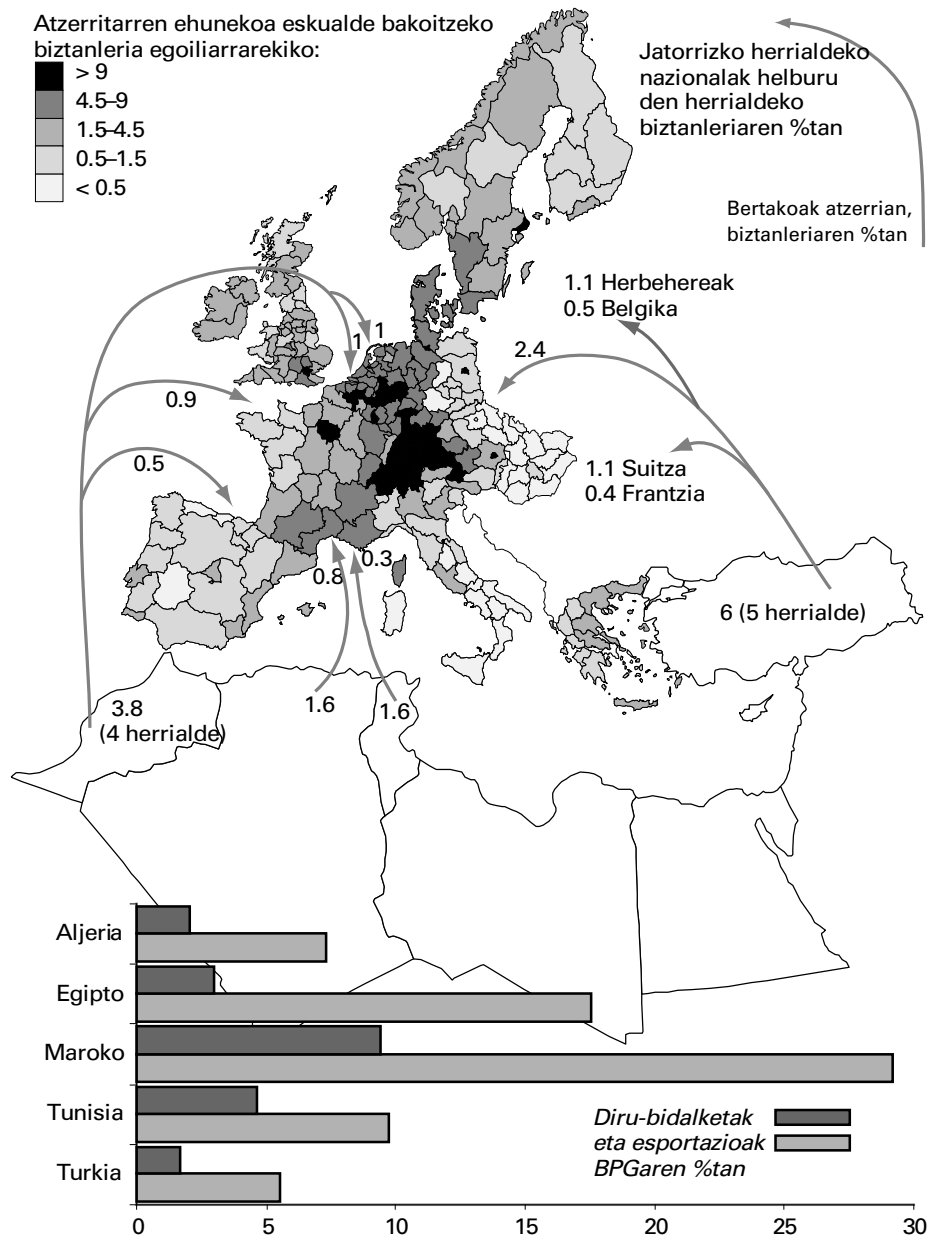 Atzerritarren ehunekoa eskualde bakoitzeko
biztanleria egoiliarrarekiko:
> 9
4.5–9
1.5–4.5
0.5–1.5
< 0.5
Jatorrizko herrialdeko
nazionalak helburu
den herrialdeko
biztanleriaren %tan
Bertakoak atzerrian,
biztanleriaren %tan
1.1 Herbehereak
0.5 Belgika
1
1
2.4
0.9
0.5
1.1 Suitza
0.4 Frantzia
0.8
0.3
6 (5 herrialde)
3.8
(4 herrialde)
1.6
1.6
Aljeria
Egipto
Maroko
Tunisia
Turkia
Diru-bidalketak
eta esportazioak
BPGaren %tan
0
5
10
15
20
25
30